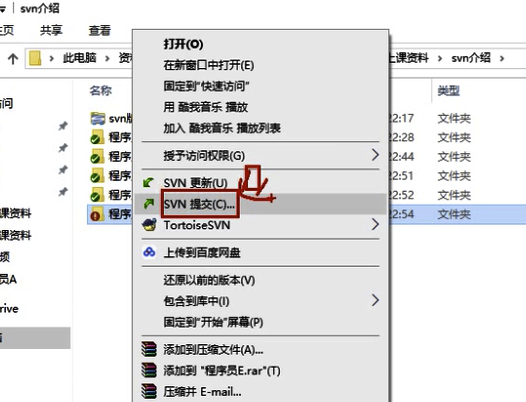 svn介绍
主页 共享 查看
此电脑 > 资 上课资料 > svn介绍 >
名称 类型
访问
svn 22:17 文件夹
程序 22:28 文件夹
程序 22:44 文件夹
程序 22:51 文件夹
程序 22:52 文件夹
程序 22:54 文件夹
课资料
课资料
频
员A
Drive
打开(O)
在新窗口中打开(E)
固定到"快速访问"
用 酷我音乐 播放
加入 酷我音乐 播放列表
授予访问权限(G)
SVN 更新(U)
SVN 提交(C)...
TortoiseSVN
上传到百度网盘
还原以前的版本(V)
包含到库中(I)
固定到"开始"屏幕(P)
添加到压缩文件(A)...
添加到 "程序员E.rar"(T)
压缩并 E-mail...